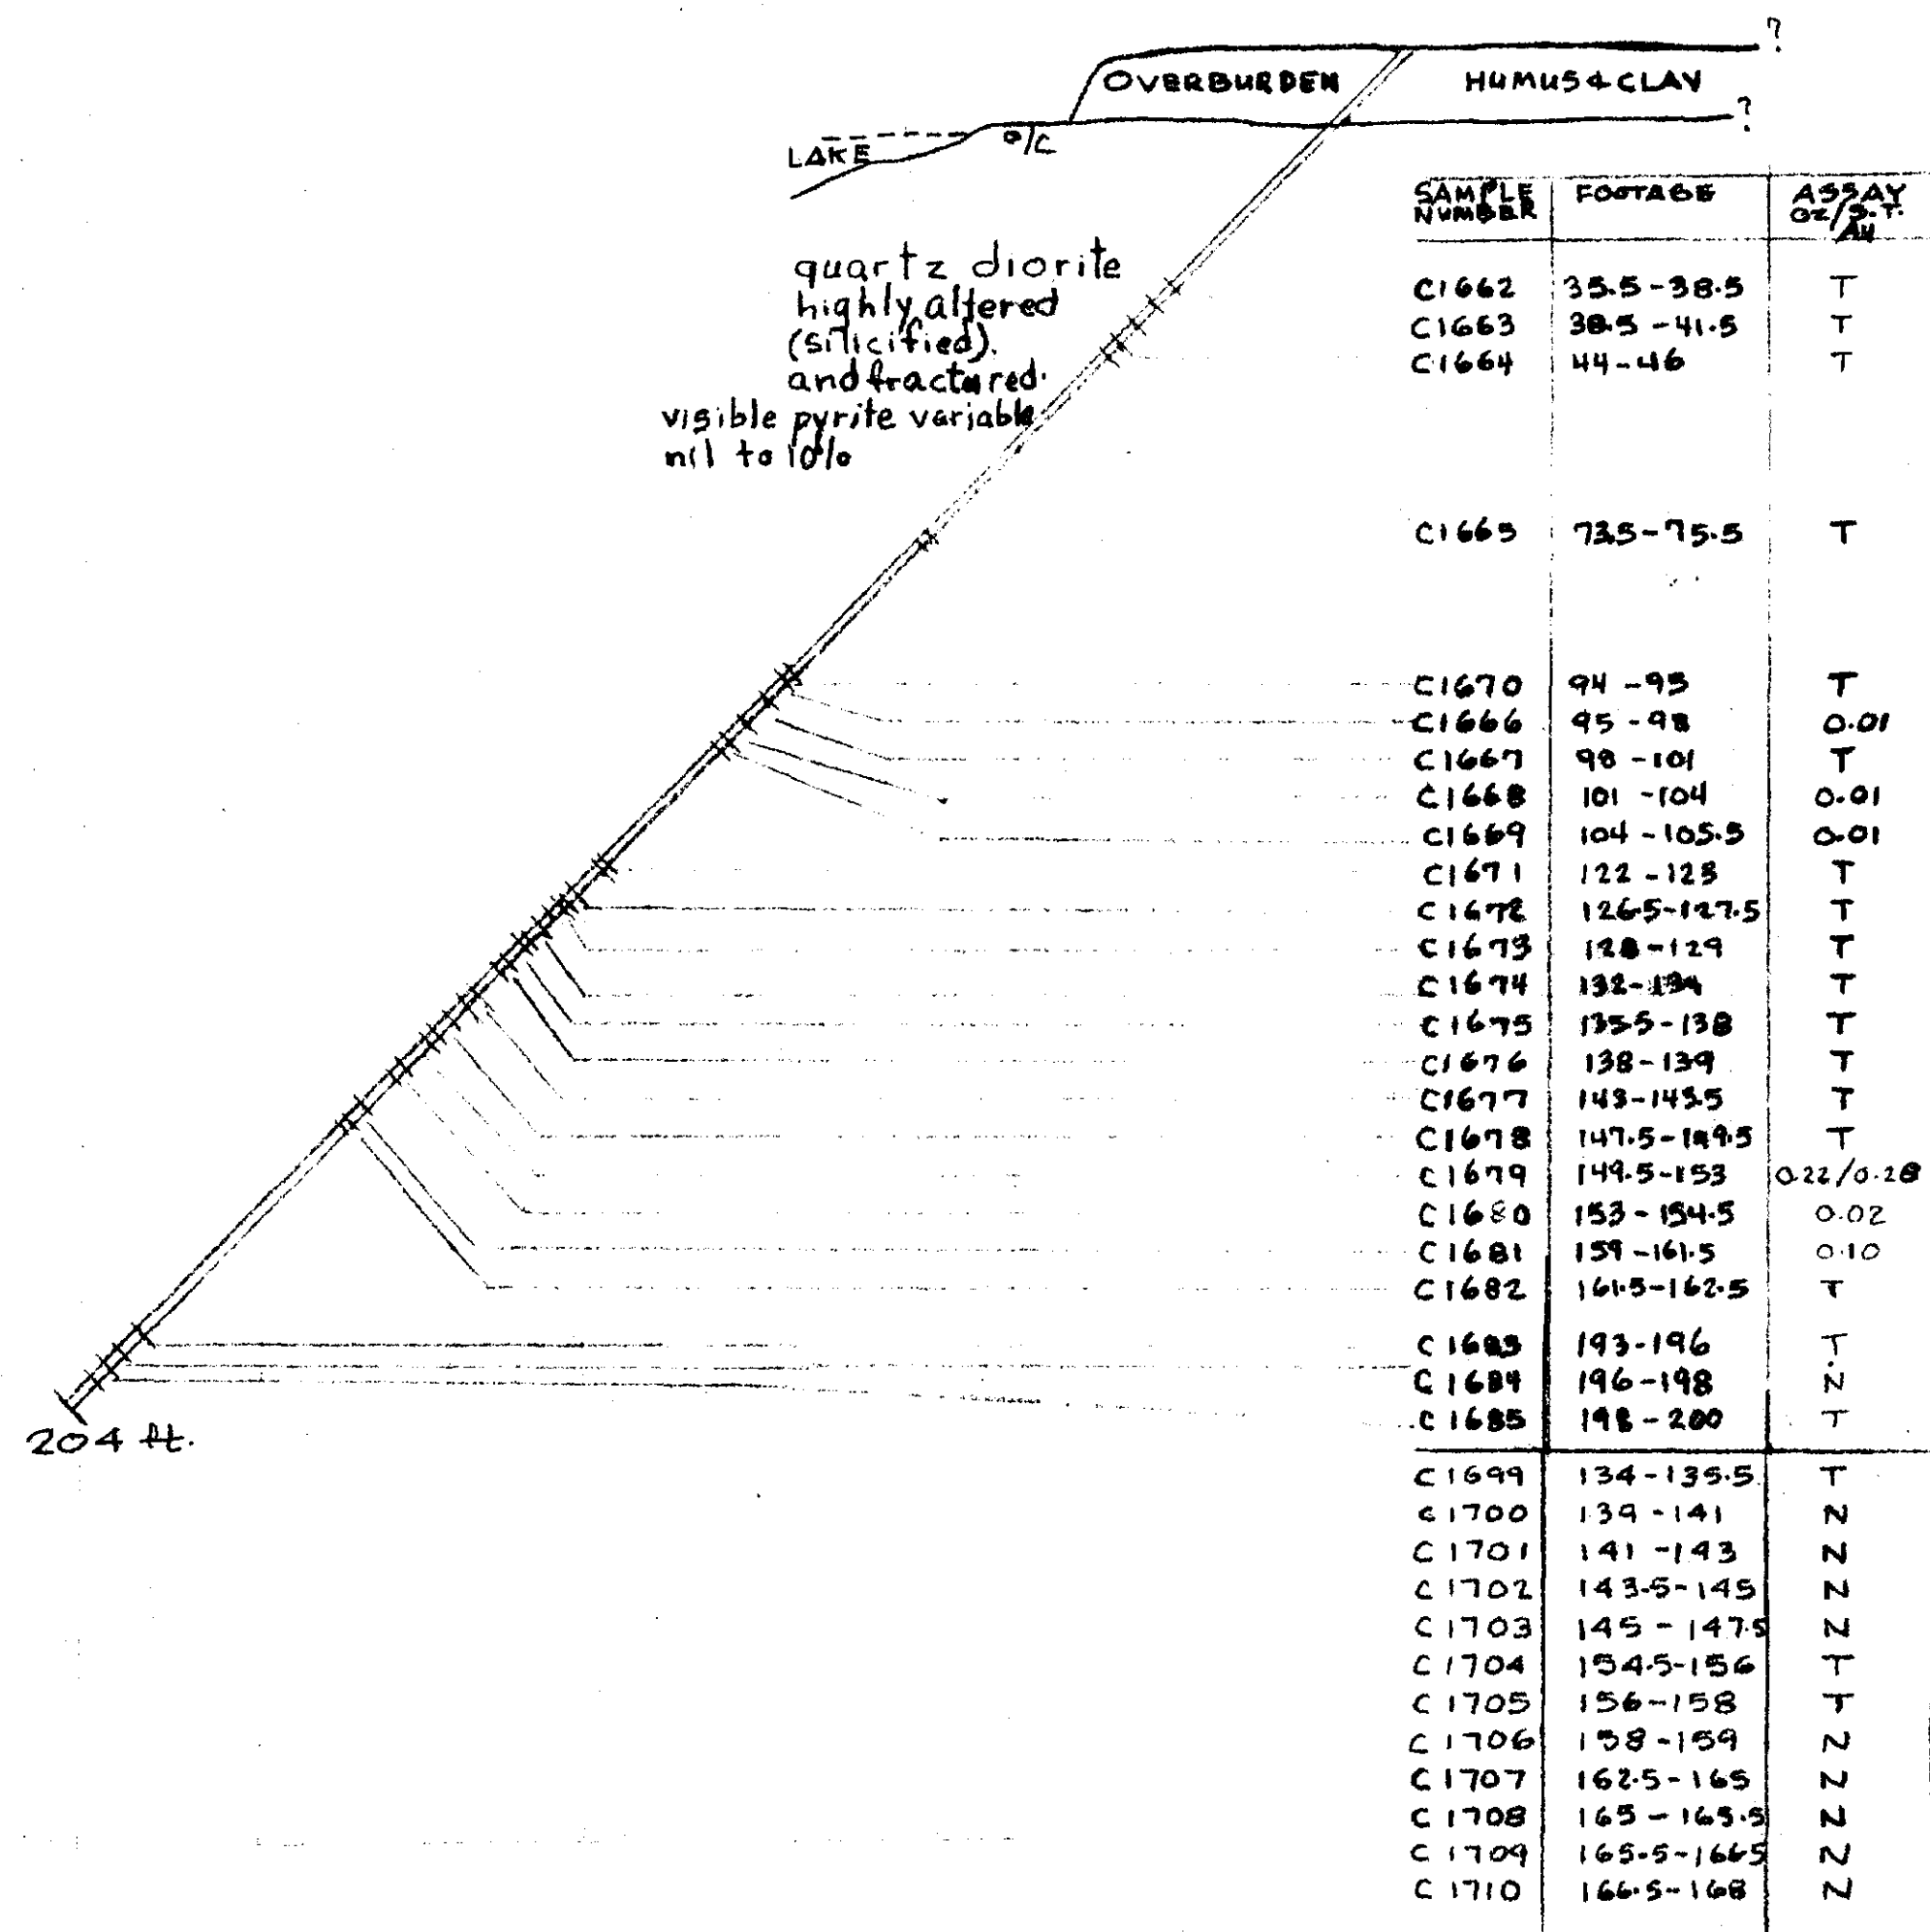 ?
OVERBURDEN HUMUS & CLAY
?
LAKE O/C
SAMPLE NUMBER FOOTAGE ASSAY OZ/S.T. AU
quartz diorite
highly altered
(silicified).
and fractured.
visible pyrite variable
nil to 10%
C1662 35.5-38.5 T
C1663 38.5-41.5 T
C1664 44-46 T
C1665 73.5-75.5 T
C1670 94-95 T
C1666 95-98 0.01
C1667 98-101 T
C1668 101-104 0.01
C1669 104-105.5 0.01
C1671 122-123 T
C1672 126.5-127.5 T
C1673 128-129 T
C1674 132-134 T
C1675 135.5-138 T
C1676 138-139 T
C1677 143-143.5 T
C1678 147.5-149.5 T
C1679 149.5-153 0.22/0.28
C1680 153-154.5 0.02
C1681 159-161.5 0.10
C1682 161.5-162.5 T
C1683 193-196 T
C1684 196-198 N
C1685 198-200 T
204 ft.
C1699 134-135.5 T
C1700 139-141 N
C1701 141-143 N
C1702 143.5-145 N
C1703 145-147.5 N
C1704 154.5-156 T
C1705 156-158 T
C1706 158-159 N
C1707 162.5-165 N
C1708 165-165.5 N
C1709 165.5-166.5 N
C1710 166.5-168 N